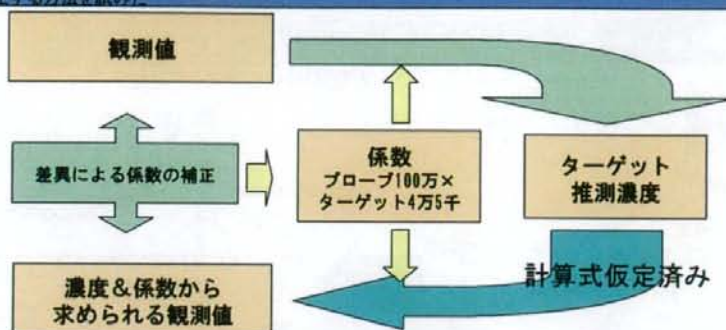 観測値
差異による係数の補正
係数
プローブ100万×
ターゲット4万5千
ターゲット
推測濃度
濃度&係数から
求められる観測値
計算式仮定済み